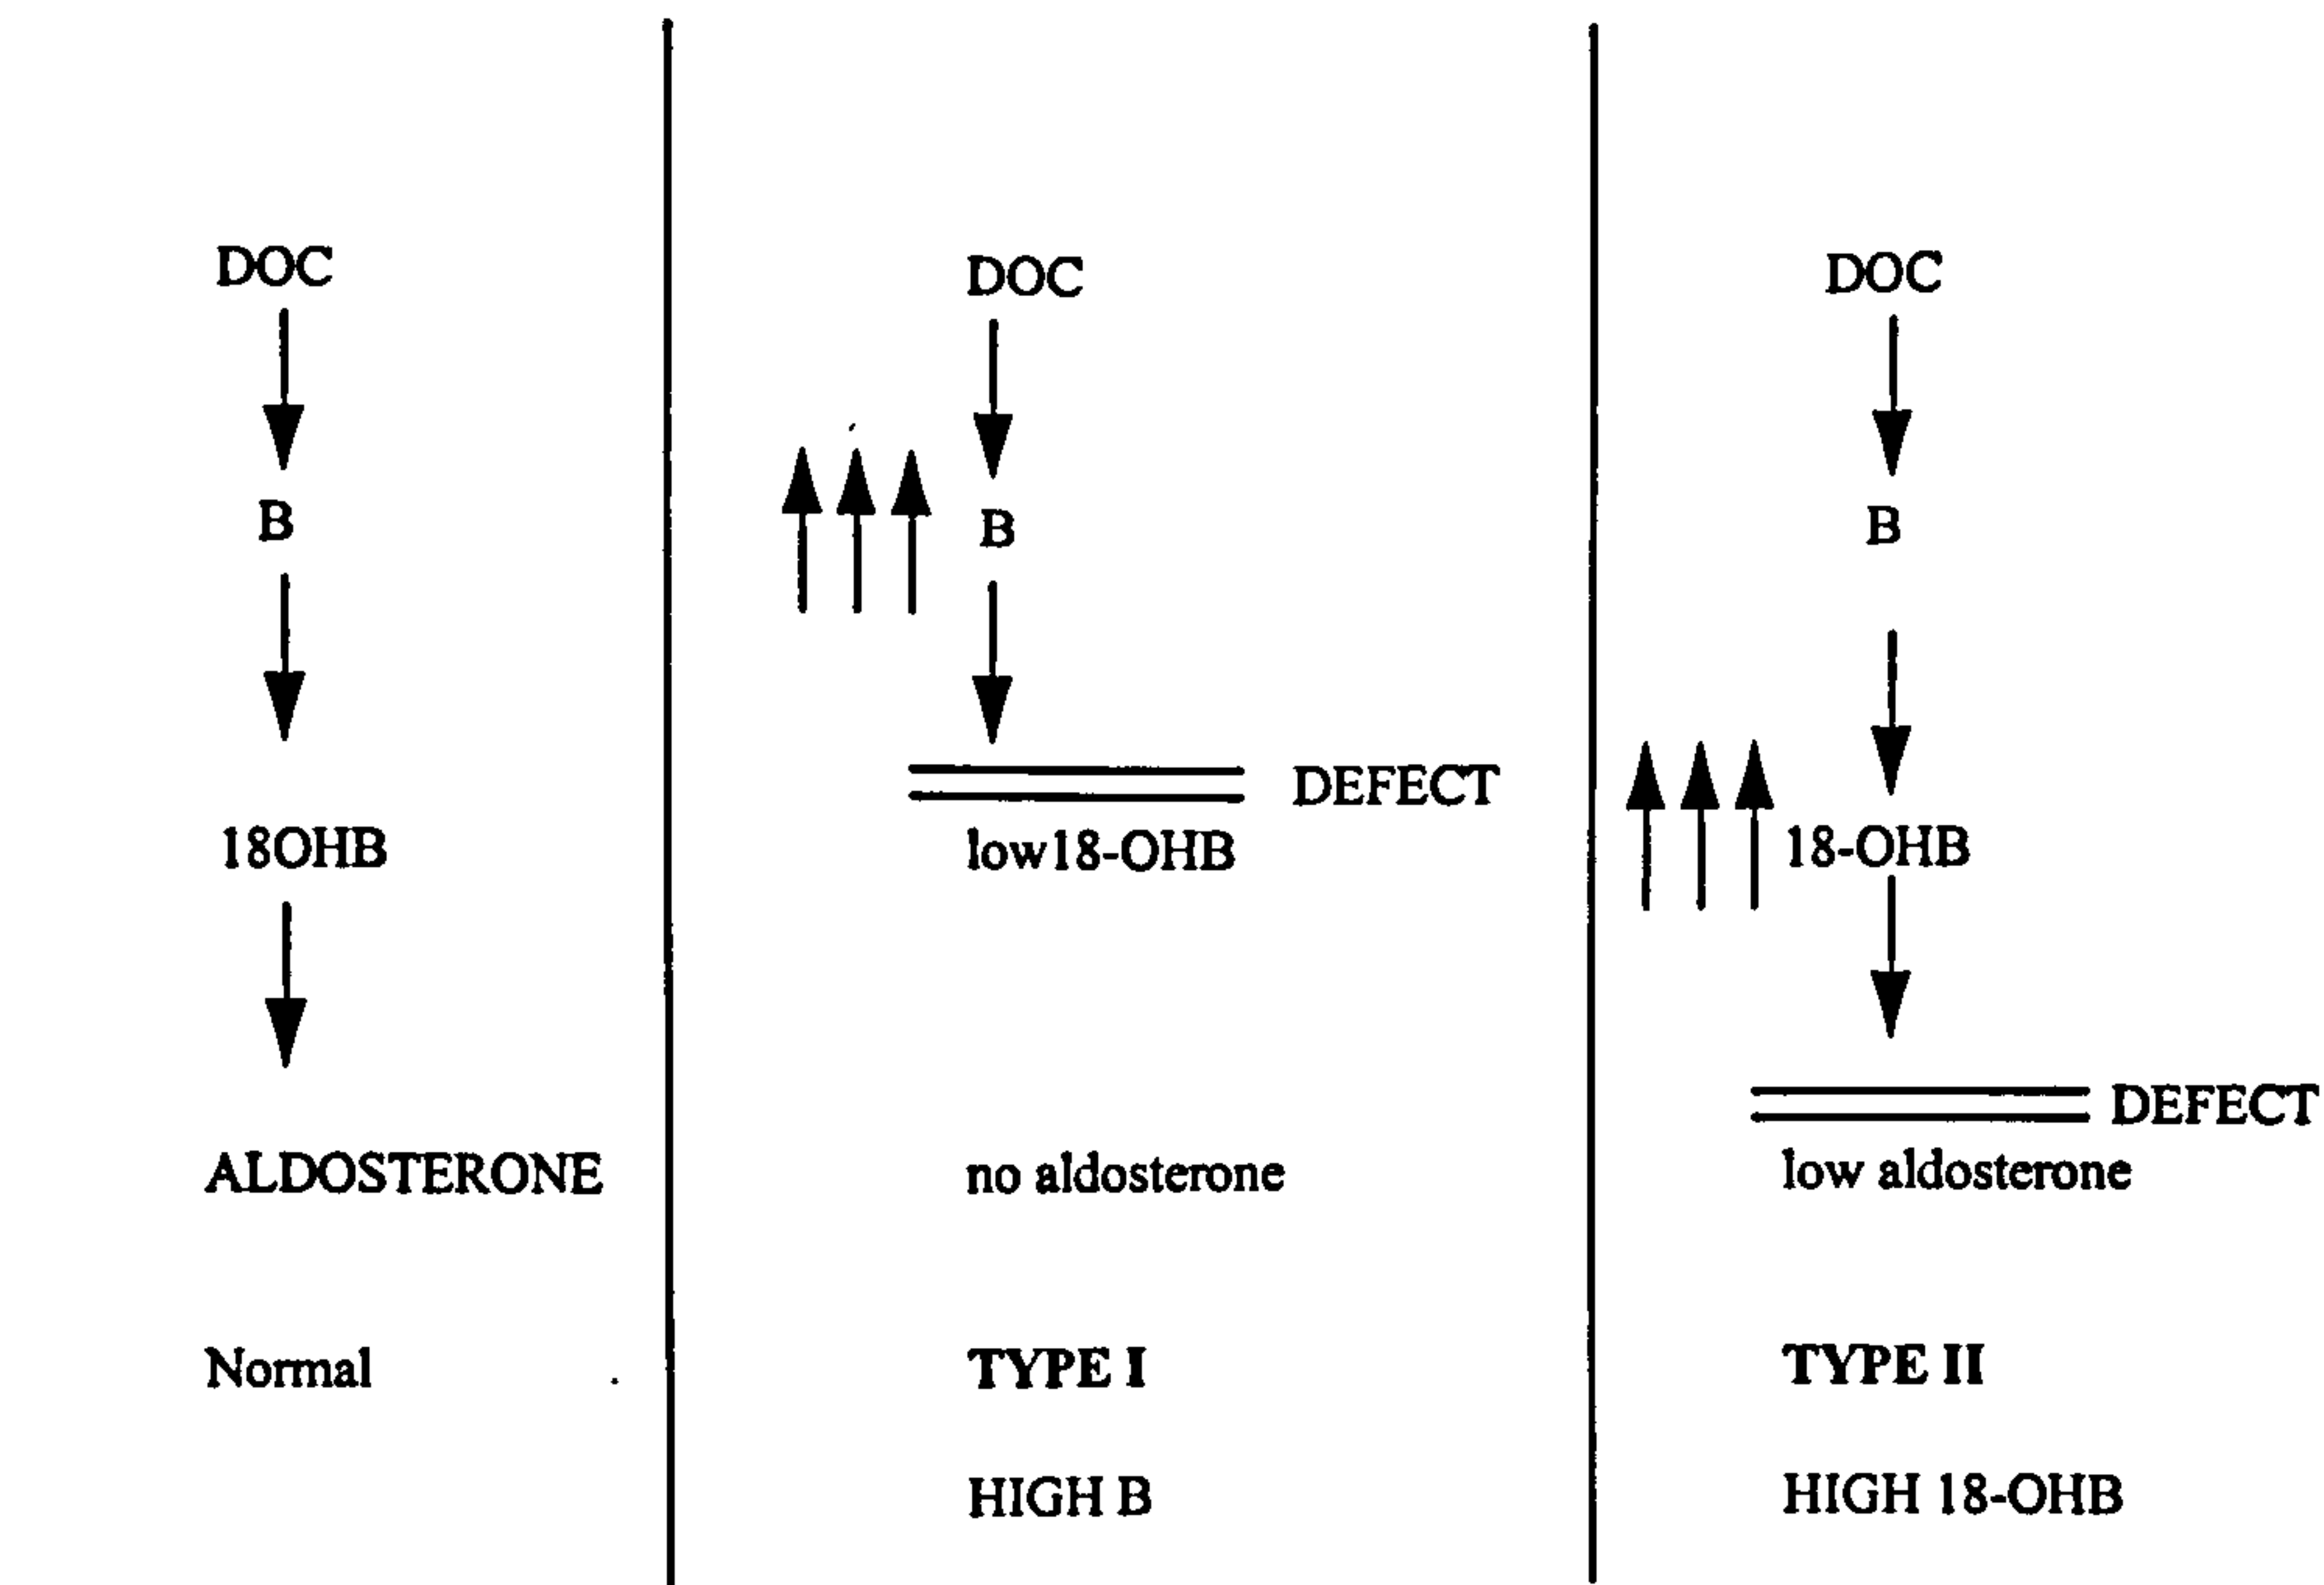 DOC
B
18OHB
ALDOSTERONE
Normal
DOC
B
DEFECT
low18-OHB
no aldosterone
TYPE I
HIGH B
DOC
B
18-OHB
DEFECT
low aldosterone
TYPE II
HIGH 18-OHB